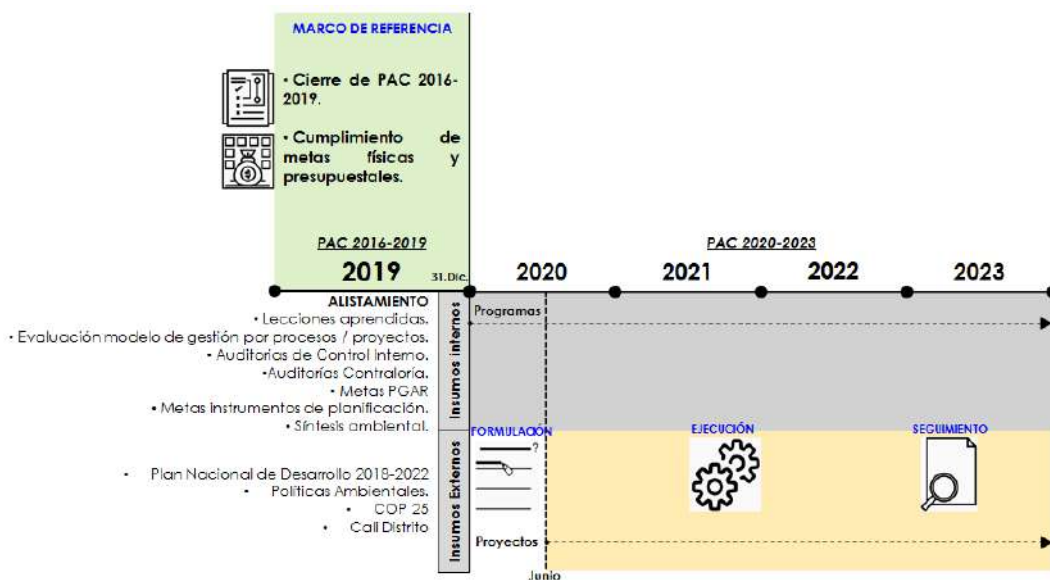 MARCO DE REFERENCIA
• Cierre de PAC 2016-
2019.
• Cumplimiento de
metas físicas y
presupuestales.
PAC 2016-2019
2019
31.Dic.
PAC 2020-2023
2020 2021 2022 2023
ALISTAMIENTO
• Lecciones aprendidas.
• Evaluación modelo de gestión por procesos / proyectos.
• Auditorías de Control Interno.
•Auditorías Contraloría.
• Metas PGAR
• Metas instrumentos de planificación.
• Síntesis ambiental.
Insumos internos
Programas
• Plan Nacional de Desarrollo 2018-2022
• Políticas Ambientales.
• COP 25
• Cali Distrito
Insumos Externos
FORMULACIÓN
?
EJECUCIÓN
SEGUIMIENTO
Proyectos
Junio